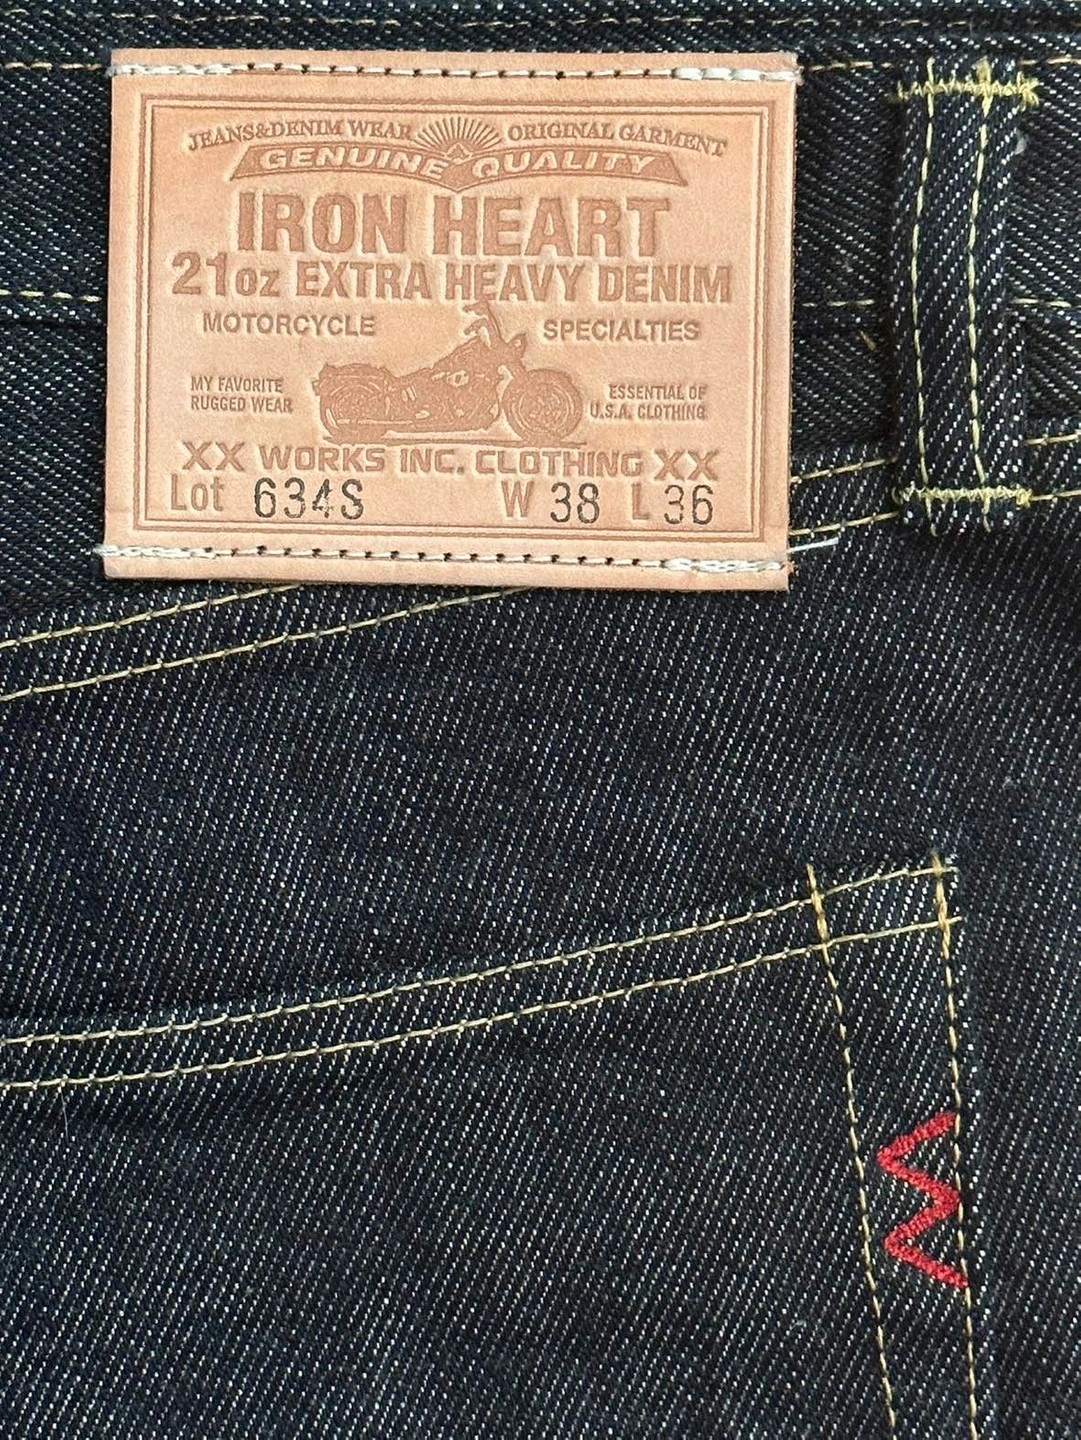 JEANS&DENIM WEAR ORIGINAL GARMENT
GENUINE QUALITY
IRON HEART
21oz EXTRA HEAVY DENIM
MOTORCYCLE SPECIALTIES
MY FAVORITE ESSENTIAL OF
RUGGED WEAR U.S.A. CLOTHING
XX WORKS INC. CLOTHING XX
Lot 634S W 38 L 36